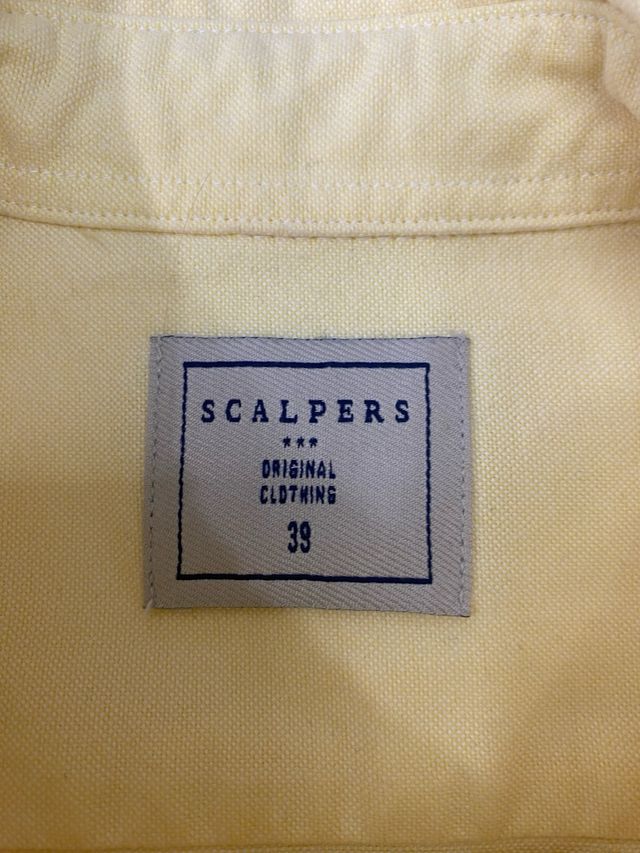 SCALPERS
★★★
ORIGINAL
CLOTHING
39